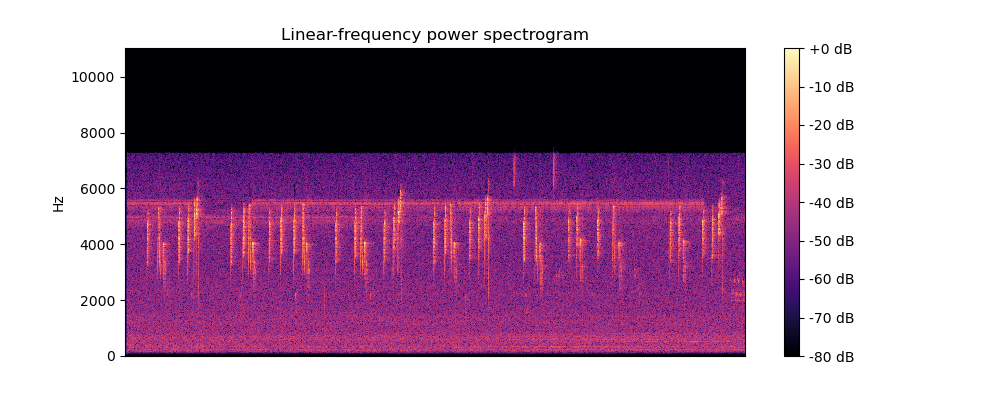 Linear-frequency power spectrogram
Hz
10000
8000
6000
4000
2000
0
+0 dB
-10 dB
-20 dB
-30 dB
-40 dB
-50 dB
-60 dB
-70 dB
-80 dB